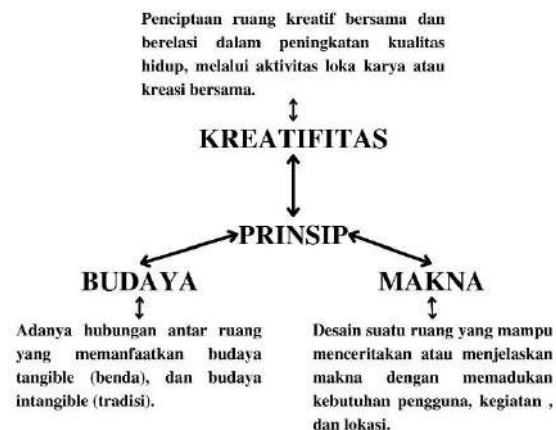 Penciptaan ruang kreatif bersama dan
berelasi dalam peningkatan kualitas
hidup, melalui aktivitas loka karya atau
kreasi bersama.
KREATIFITAS
PRINSIP
BUDAYA
Adanya hubungan antar ruang
yang memanfaatkan budaya
tangible (benda), dan budaya
intangible (tradisi).
MAKNA
Desain suatu ruang yang mampu
menceritakan atau menjelaskan
makna dengan memadukan
kebutuhan pengguna, kegiatan ,
dan lokasi.